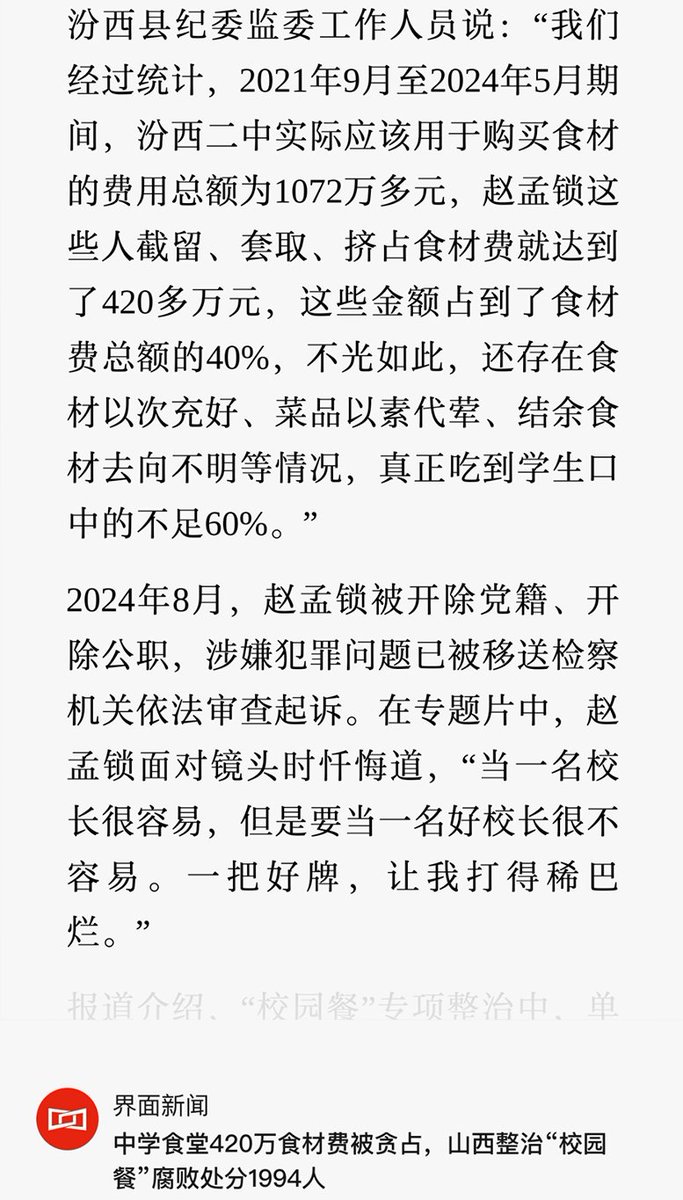 汾西县纪委监委工作人员说：“我们
经过统计，2021年9月至2024年5月期
间，汾西二中实际应该用于购买食材
的费用总额为1072万多元，赵孟锁这
些人截留、套取、挤占食材费就达到
了420多万元，这些金额占到了食材
费总额的40%，不光如此，还存在食
材以次充好、菜品以素代荤、结余食
材去向不明等情况，真正吃到学生口
中的不足60%。”
2024年8月，赵孟锁被开除党籍、开
除公职，涉嫌犯罪问题已被移送检察
机关依法审查起诉。在专题片中，赵
孟锁面对镜头时忏悔道，“当一名校
长很容易，但是要当一名好校长很不
容易。一把好牌，让我打得稀巴
烂。”
报道介绍，“校园餐”专项整治中，单
界面新闻
中学食堂420万食材费被贪占，山西整治“校园
餐”腐败处分1994人